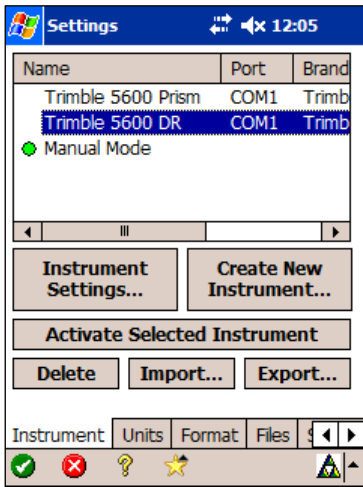 Settings 12:05
Name Port Brand
Trimble 5600 Prism COM1 Trimb
Trimble 5600 DR COM1 Trimb
Manual Mode
Instrument Create New
Settings... Instrument...
Activate Selected Instrument
Delete Import... Export...
Instrument Units Format Files S